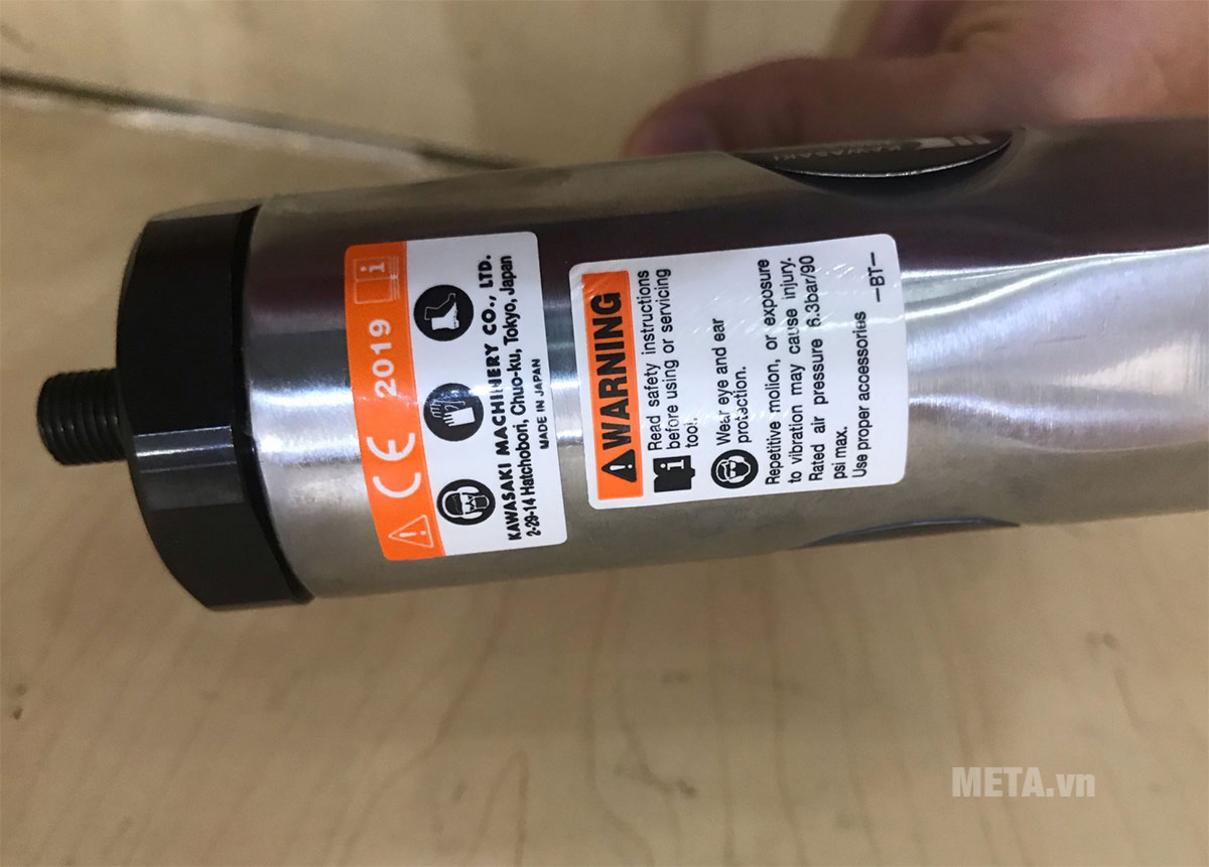 CE 2019
KAWASAKI MACHINERY CO., LTD.
2-29-14 Hatchobori, Chuo-ku, Tokyo, Japan
MADE IN JAPAN
WARNING
Read safety instructions
before using or servicing
tool.
Wear eye and ear
protection.
Repetitive molion, or exposure
to vibration may cause injury.
Rated air pressure 6.3bar/90
psi max.
Use proper accessories
-BT-
KAWASAKI
META.vn